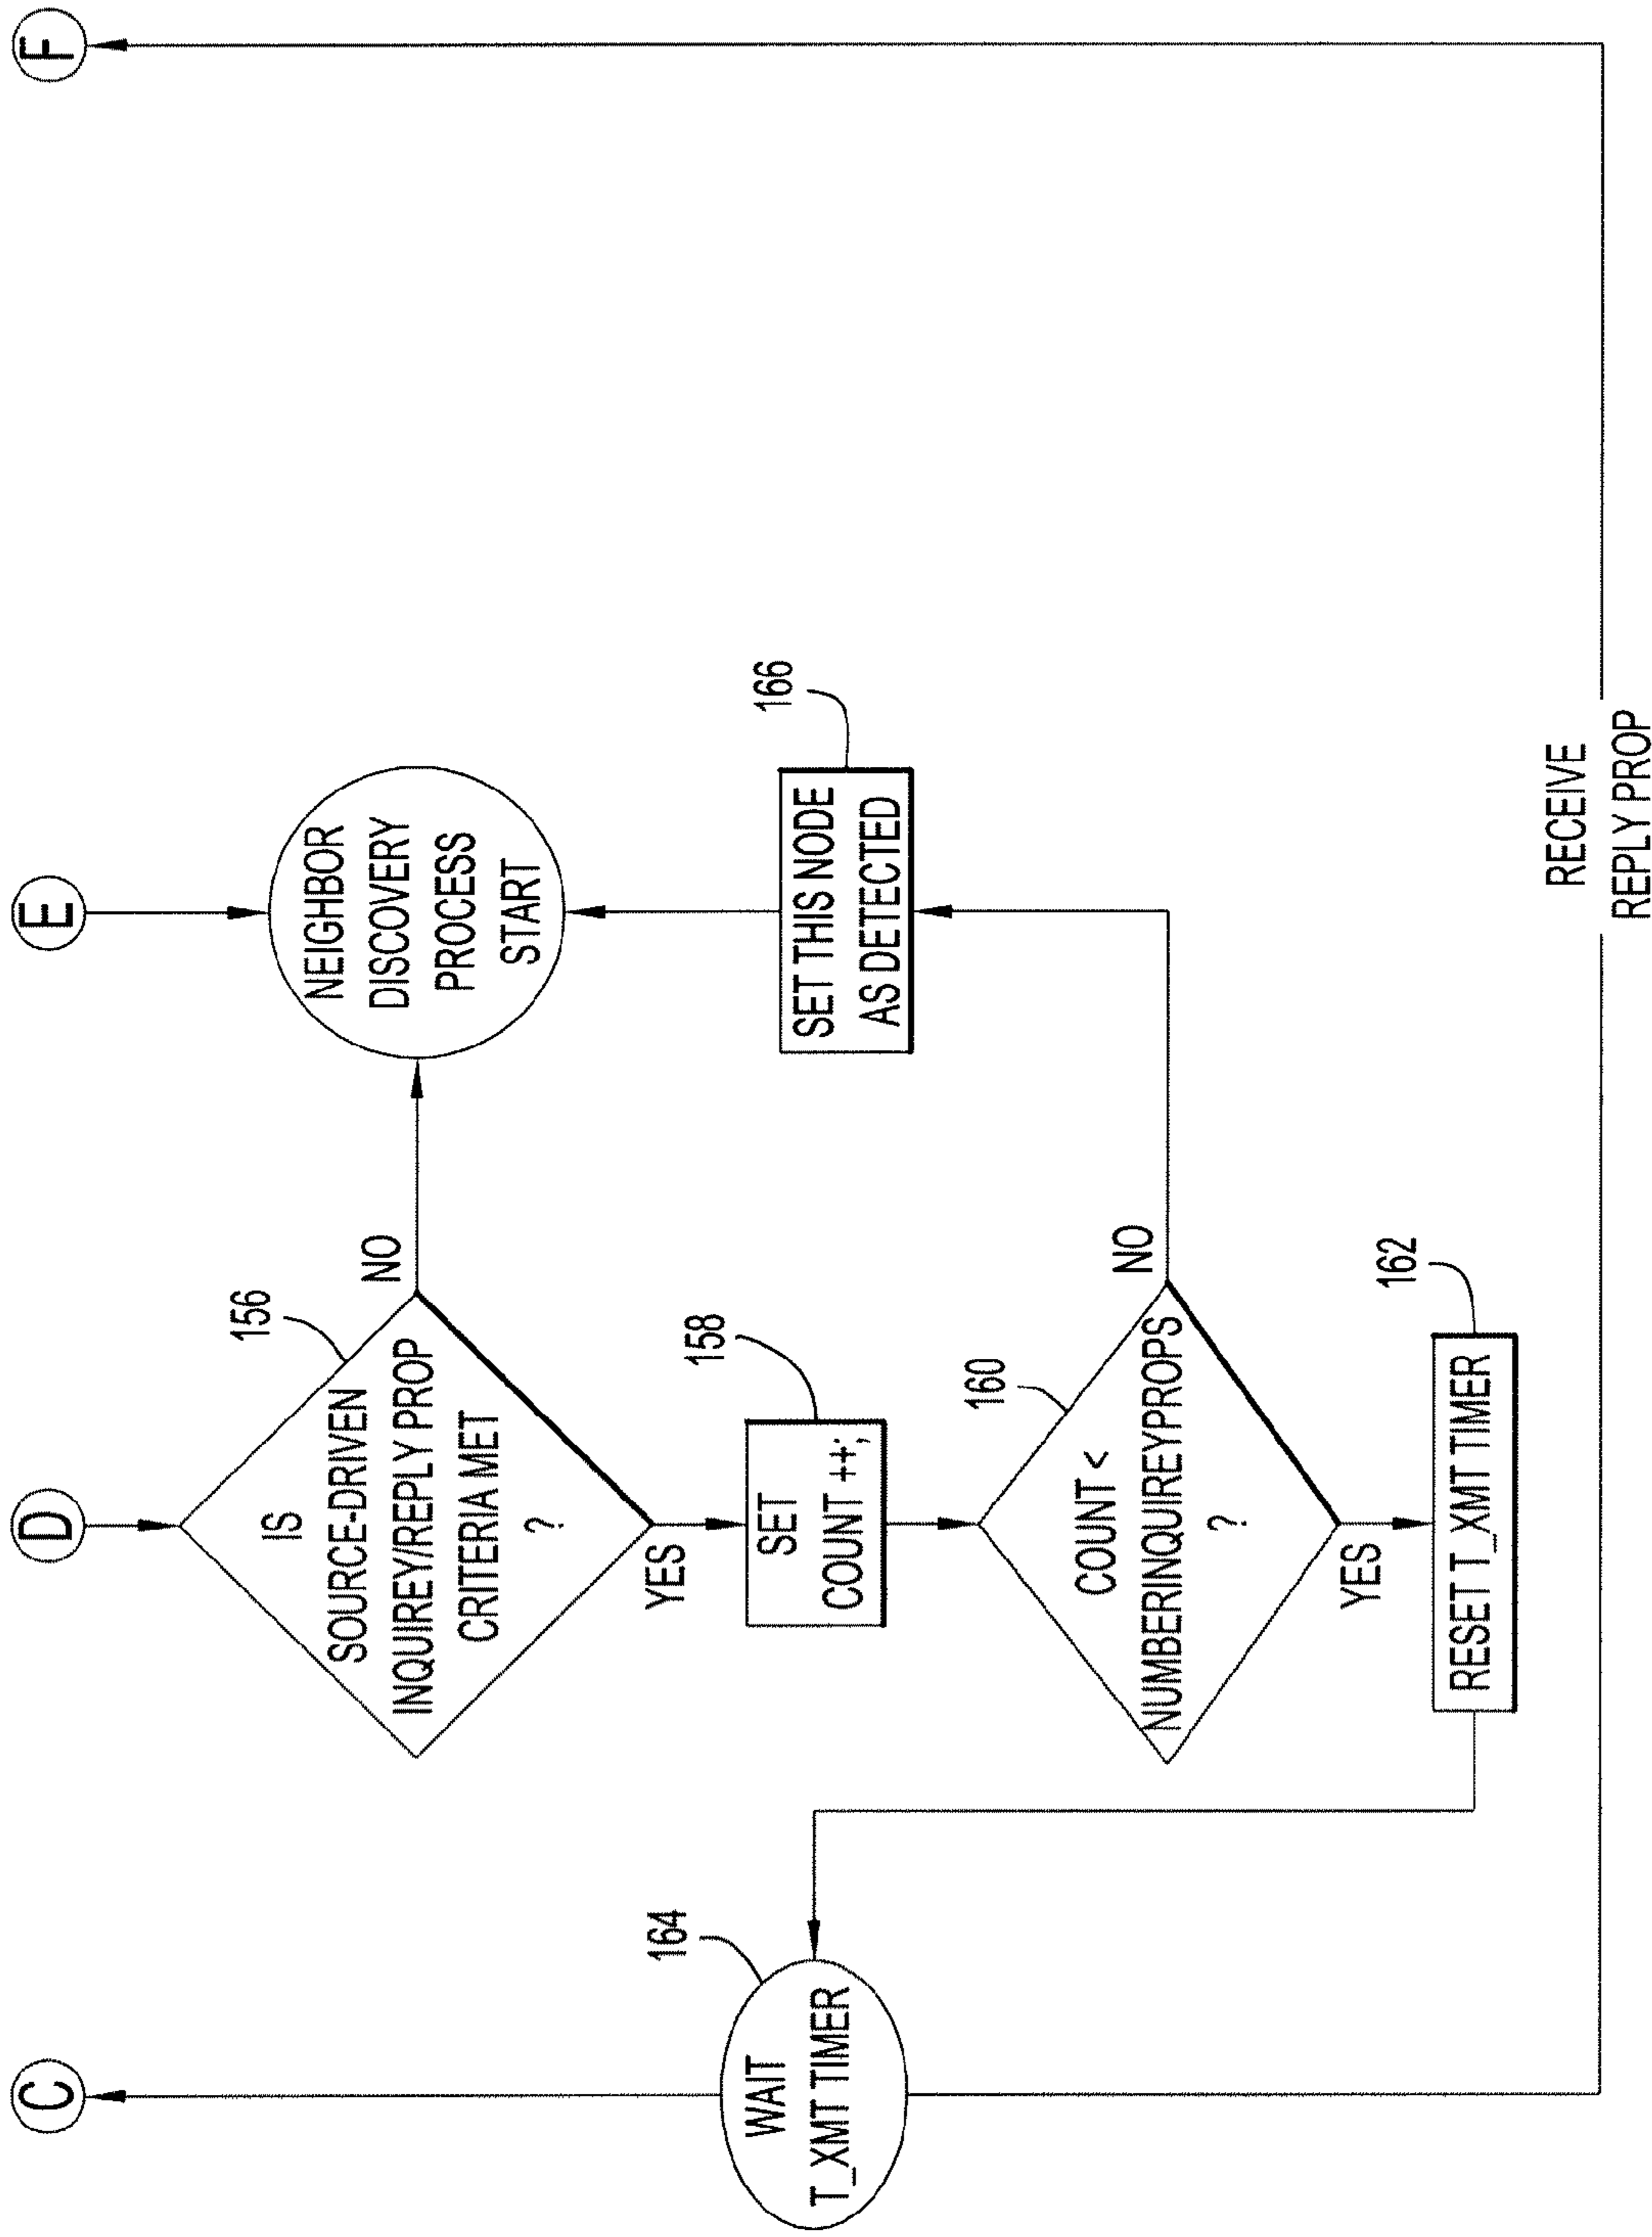 C
D
E
F
IS
SOURCE-DRIVEN
INQUIREY/REPLY PROP
CRITERIA MET
?
156
NO
YES
NEIGHBOR
DISCOVERY
PROCESS
START
SET
COUNT ++;
158
SET THIS NODE
AS DETECTED
166
WAIT
T_XMT TIMER
164
COUNT <
NUMBERINQUIREYPROPS
?
160
NO
YES
RESET T_XMT TIMER
162
RECEIVE
REPLY PROP